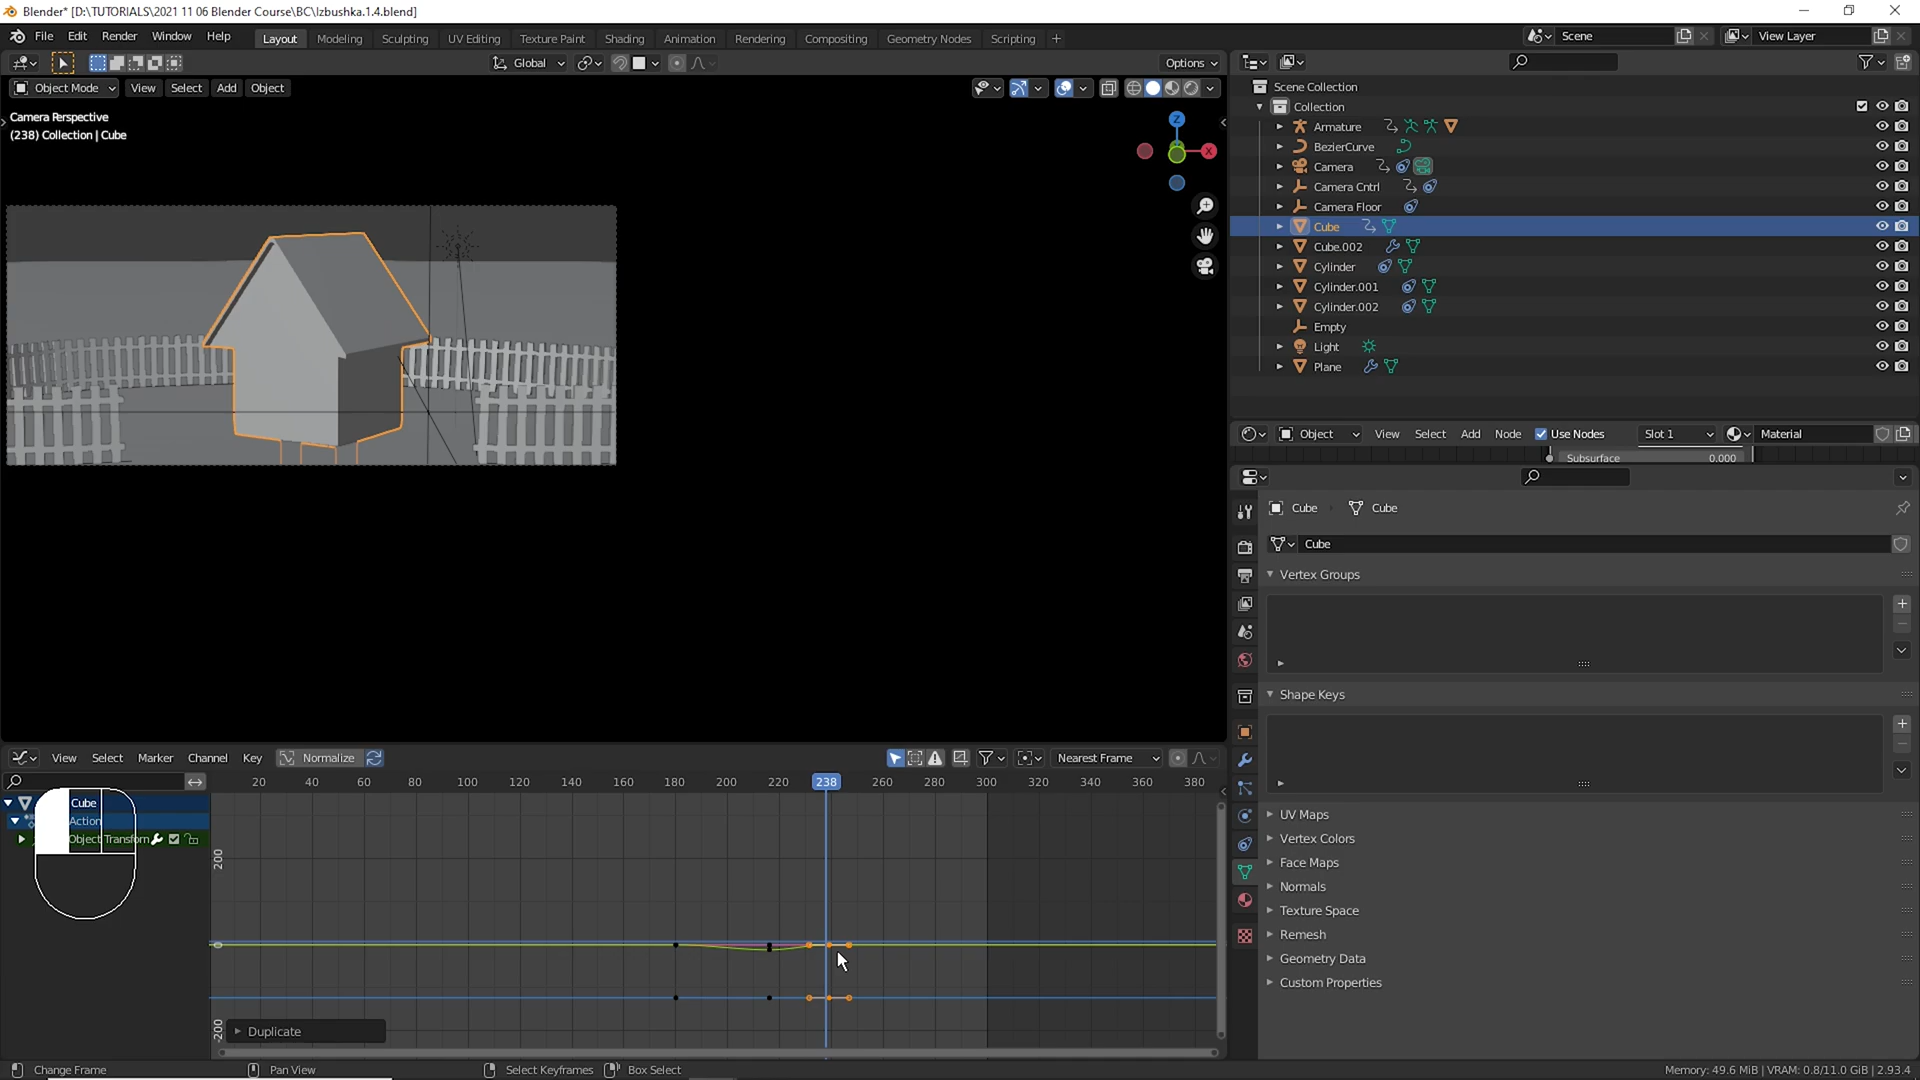 Blender* [D:\TUTORIALS\2021 11 06 Blender Course\BC\Izbushka.1.4.blend]
File Edit Render Window Help Layout Modeling Sculpting UV Editing Texture Paint Shading Animation Rendering Compositing Geometry Nodes Scripting + Scene View Layer
Global Options
Object Mode View Select Add Object
Camera Perspective
(238) Collection | Cube
Z
X
Scene Collection
Collection
Armature
BezierCurve
Camera
Camera Cntrl
Camera Floor
Cube
Cube.002
Cylinder
Cylinder.001
Cylinder.002
Empty
Light
Plane
Object View Select Add Node Use Nodes Slot 1 Material
Subsurface 0.000
Cube Cube
Cube
Vertex Groups
Shape Keys
UV Maps
Vertex Colors
Face Maps
Normals
Texture Space
Remesh
Geometry Data
Custom Properties
View Select Marker Channel Key Normalize Nearest Frame
20 40 60 80 100 120 140 160 180 200 220 238 260 280 300 320 340 360 380
Cube
Action
Object Transform
200
0
-200
Duplicate
Change Frame Pan View Select Keyframes Box Select Memory: 49.6 MiB | VRAM: 0.8/11.0 GiB | 2.93.4